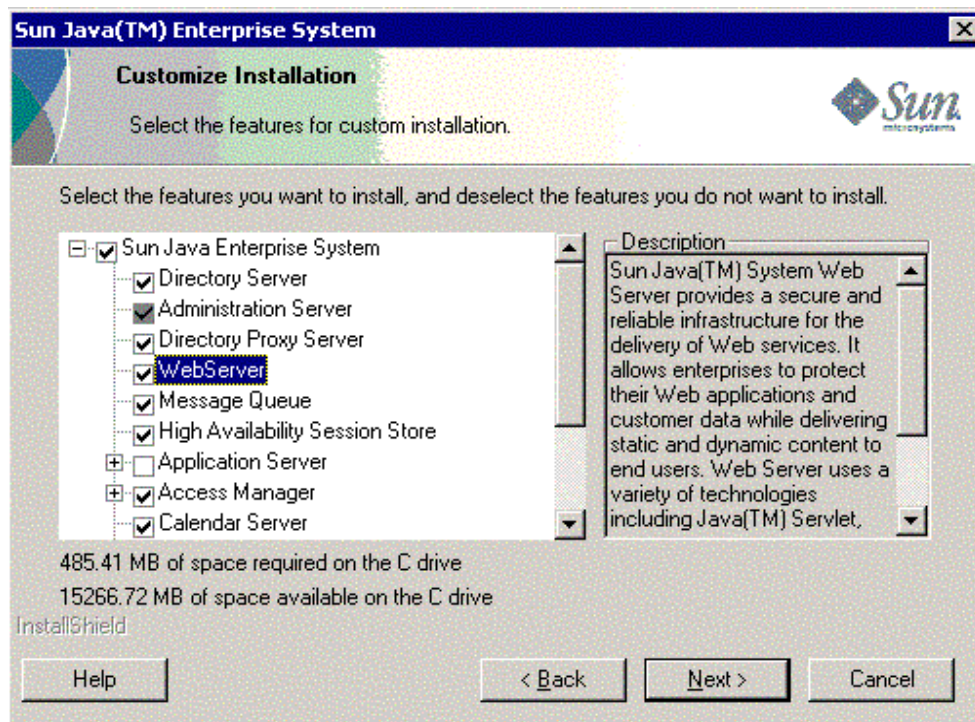 Sun Java(TM) Enterprise System
Customize Installation
Select the features for custom installation.
Sun
microsystems
Select the features you want to install, and deselect the features you do not want to install.
Sun Java Enterprise System
Directory Server
Administration Server
Directory Proxy Server
WebServer
Message Queue
High Availability Session Store
Application Server
Access Manager
Calendar Server
Description
Sun Java(TM) System Web
Server provides a secure and
reliable infrastructure for the
delivery of Web services. It
allows enterprises to protect
their Web applications and
customer data while delivering
static and dynamic content to
end users. Web Server uses a
variety of technologies
including Java(TM) Servlet,
485.41 MB of space required on the C drive
15266.72 MB of space available on the C drive
InstallShield
Help
< Back
Next >
Cancel